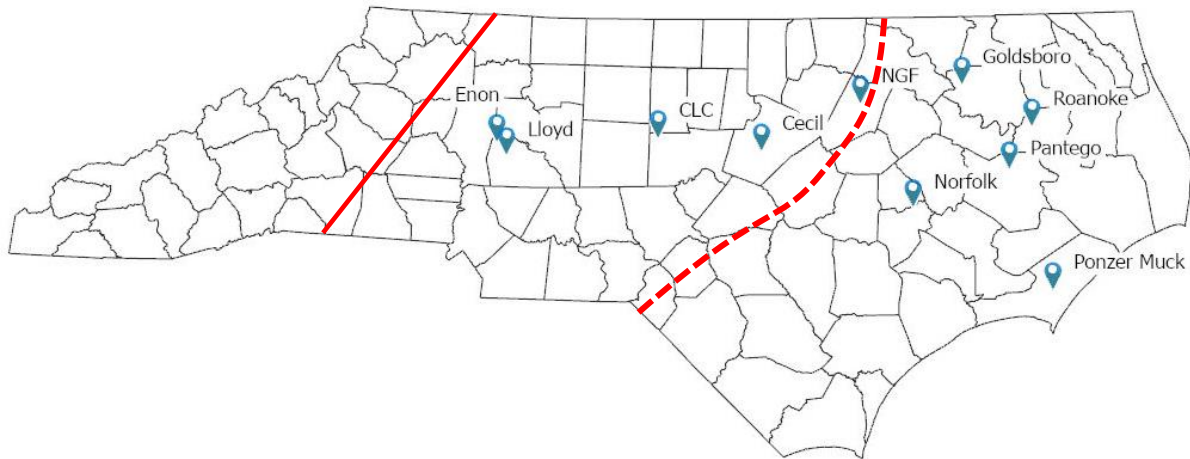 Goldsboro
NGF
Enon
Roanoke
CLC
Cecil
Lloyd
Pantego
Norfolk
Ponzer Muck